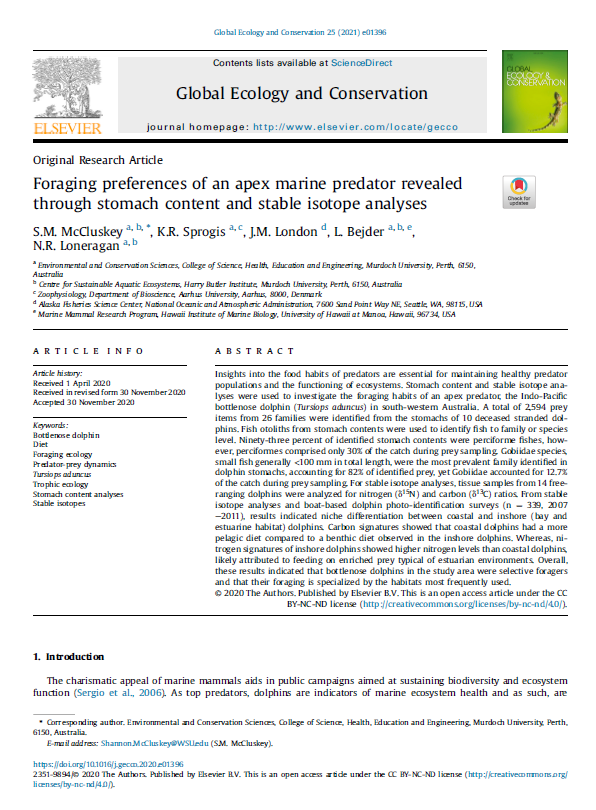 Global Ecology and Conservation 25 (2021) e01396
Contents lists available at ScienceDirect
Global Ecology and Conservation
journal homepage: http://www.elsevier.com/locate/gecco
ELSEVIER
GLOBAL
ECOLOGY &
CONSERVATION
Original Research Article
Foraging preferences of an apex marine predator revealed
through stomach content and stable isotope analyses
Check for
updates
S.M. McCluskey a, b, *, K.R. Sprogis a, c, J.M. London d, L. Bejder a, b, e,
N.R. Loneragan a, b
a Environmental and Conservation Sciences, College of Science, Health, Education and Engineering, Murdoch University, Perth, 6150,
Australia
b Centre for Sustainable Aquatic Ecosystems, Harry Butler Institute, Murdoch University, Perth, 6150, Australia
c Zoophysiology, Department of Bioscience, Aarhus University, Aarhus, 8000, Denmark
d Alaska Fisheries Science Center, National Oceanic and Atmospheric Administration, 7600 Sand Point Way NE, Seattle, WA, 98115, USA
e Marine Mammal Research Program, Hawaii Institute of Marine Biology, University of Hawaii at Manoa, Hawaii, 96734, USA
ARTICLE INFO
Article history:
Received 1 April 2020
Received in revised form 30 November 2020
Accepted 30 November 2020
Keywords:
Bottlenose dolphin
Diet
Foraging ecology
Predator-prey dynamics
Tursiops aduncus
Trophic ecology
Stomach content analyses
Stable isotopes
ABSTRACT
Insights into the food habits of predators are essential for maintaining healthy predator
populations and the functioning of ecosystems. Stomach content and stable isotope ana-
lyses were used to investigate the foraging habits of an apex predator, the Indo-Pacific
bottlenose dolphin (Tursiops aduncus) in south-western Australia. A total of 2,594 prey
items from 26 families were identified from the stomachs of 10 deceased stranded dol-
phins. Fish otoliths from stomach contents were used to identify fish to family or species
level. Ninety-three percent of identified stomach contents were perciforme fishes, how-
ever, perciformes comprised only 30% of the catch during prey sampling. Gobiidae species,
small fish generally <100 mm in total length, were the most prevalent family identified in
dolphin stomachs, accounting for 82% of identified prey, yet Gobiidae accounted for 12.7%
of the catch during prey sampling. For stable isotope analyses, tissue samples from 14 free-
ranging dolphins were analyzed for nitrogen (δ15N) and carbon (δ13C) ratios. From stable
isotope analyses and boat-based dolphin photo-identification surveys (n = 339, 2007
−2011), results indicated niche differentiation between coastal and inshore (bay and
estuarine habitat) dolphins. Carbon signatures showed that coastal dolphins had a more
pelagic diet compared to a benthic diet observed in the inshore dolphins. Whereas, ni-
trogen signatures of inshore dolphins showed higher nitrogen levels than coastal dolphins,
likely attributed to feeding on enriched prey typical of estuarine environments. Overall,
these results indicated that bottlenose dolphins in the study area were selective foragers
and that their foraging is specialized by the habitats most frequently used.
© 2020 The Authors. Published by Elsevier B.V. This is an open access article under the CC
BY-NC-ND license (http://creativecommons.org/licenses/by-nc-nd/4.0/).
1. Introduction
The charismatic appeal of marine mammals aids in public campaigns aimed at sustaining biodiversity and ecosystem
function (Sergio et al., 2006). As top predators, dolphins are indicators of marine ecosystem health and as such, are
* Corresponding author. Environmental and Conservation Sciences, College of Science, Health, Education and Engineering, Murdoch University, Perth,
6150, Australia.
E-mail address: Shannon.McCluskey@WSU.edu (S.M. McCluskey).
https://doi.org/10.1016/j.gecco.2020.e01396
2351-9894/© 2020 The Authors. Published by Elsevier B.V. This is an open access article under the CC BY-NC-ND license (http://creativecommons.org/
licenses/by-nc-nd/4.0/).